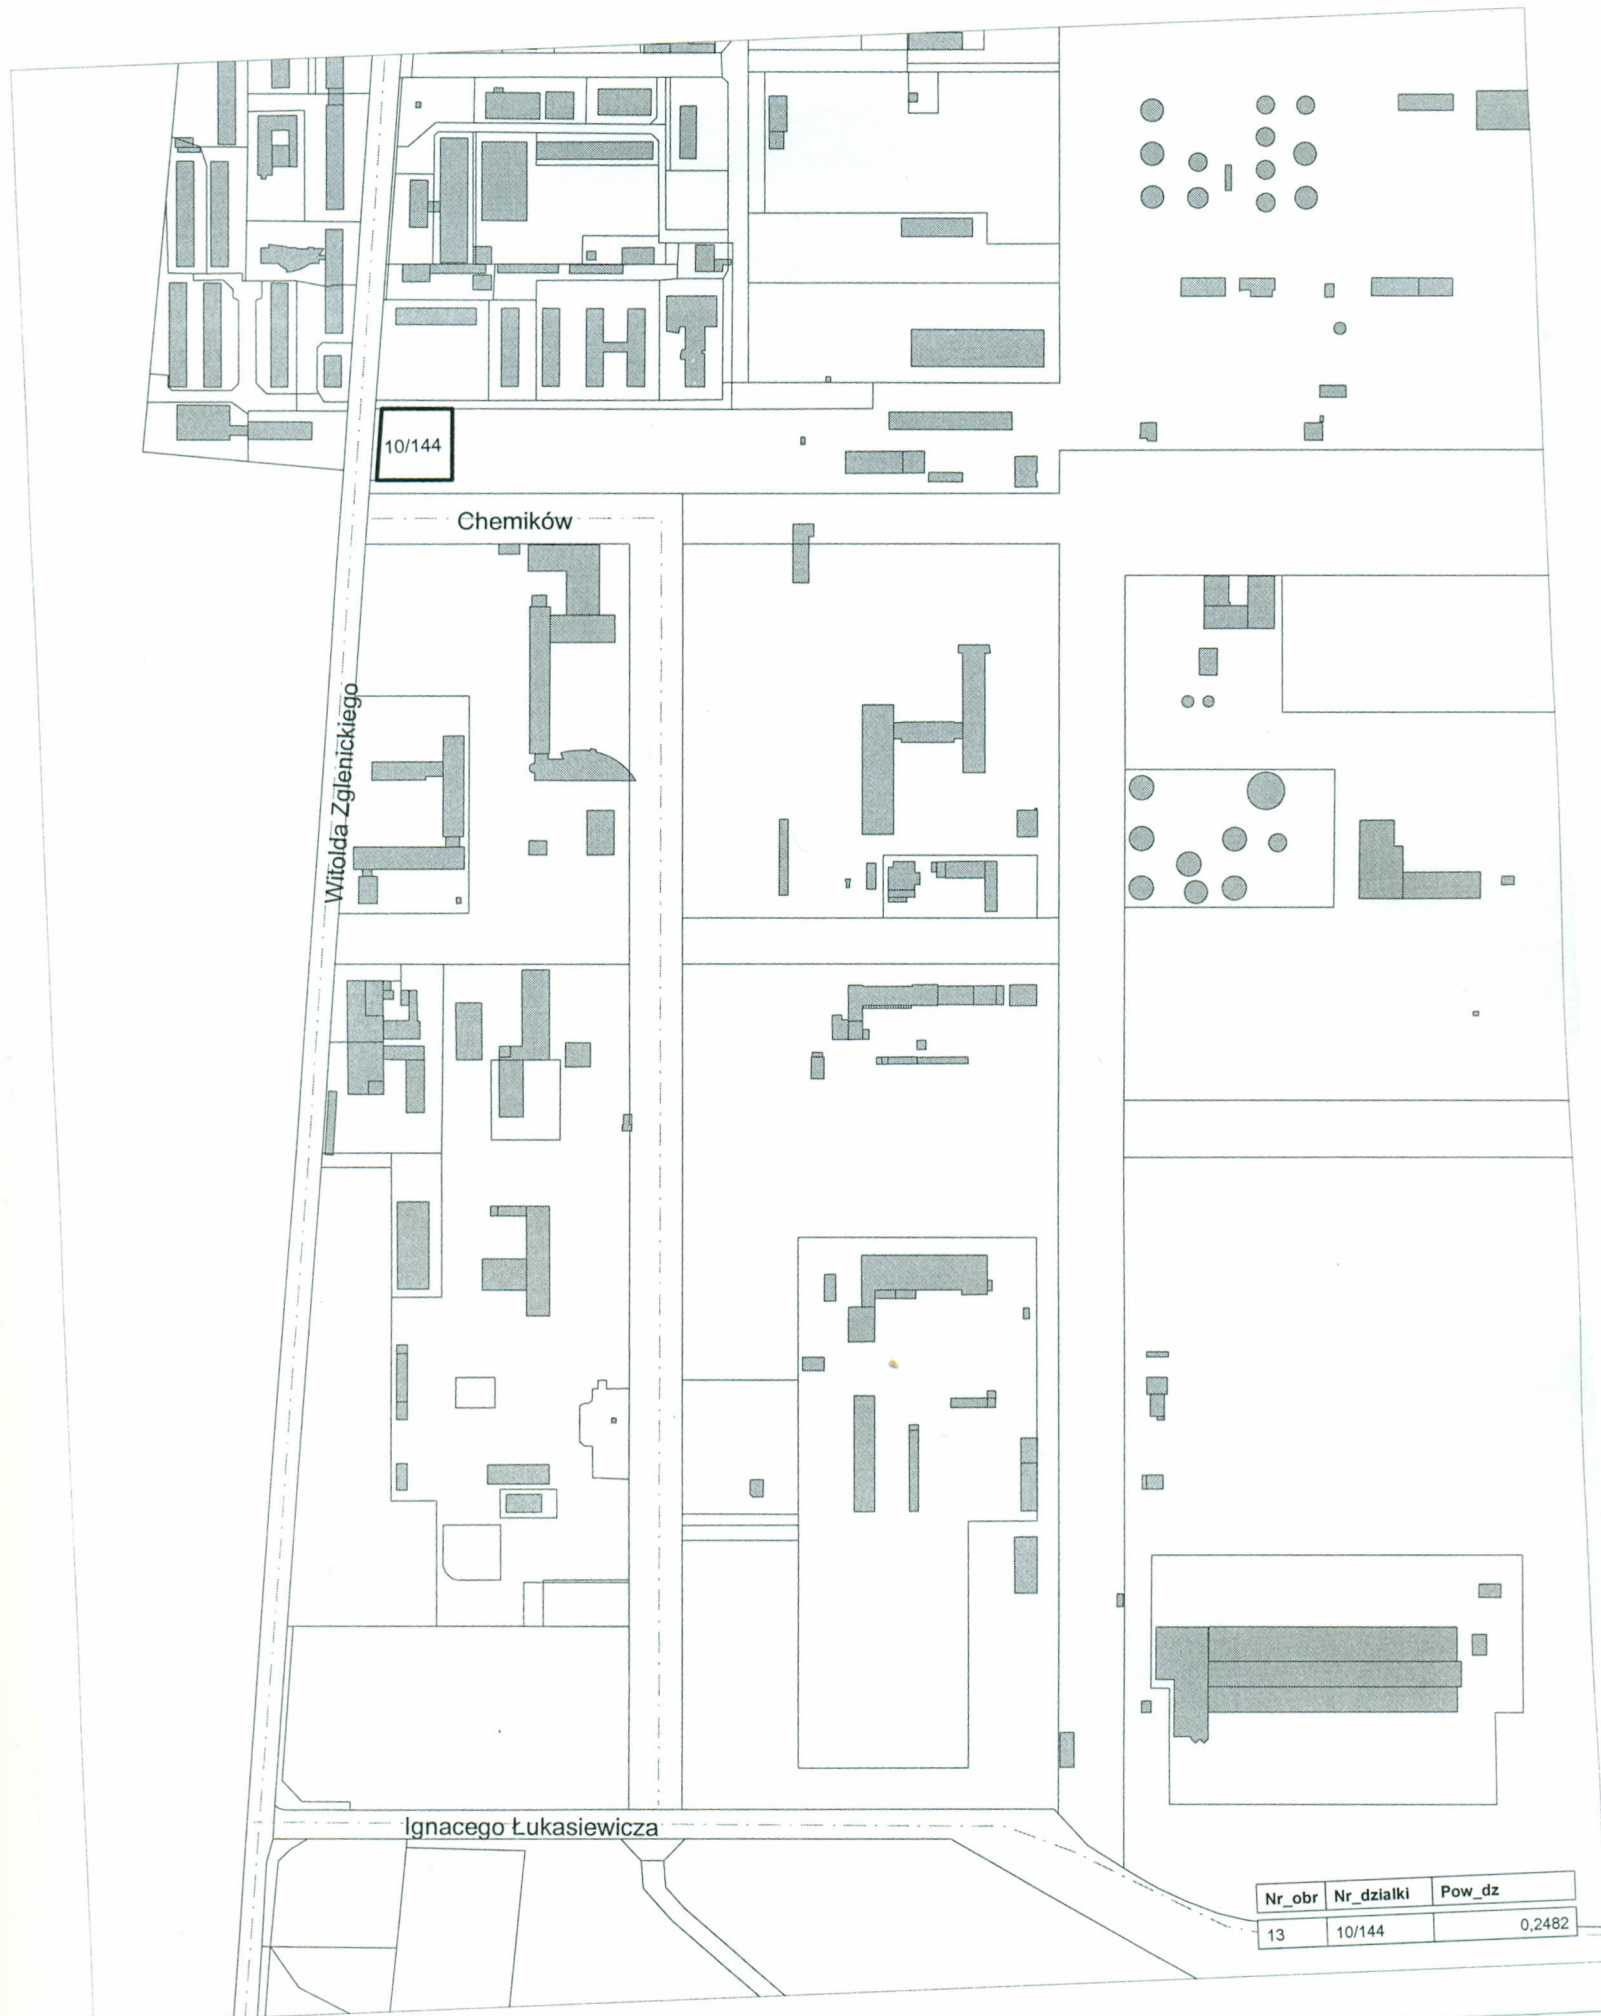 10/144
Chemików
Witolda Zglenickiego
Ignacego Łukasiewicza
Nr_obr Nr_dzialki Pow_dz
13 10/144 0,2482